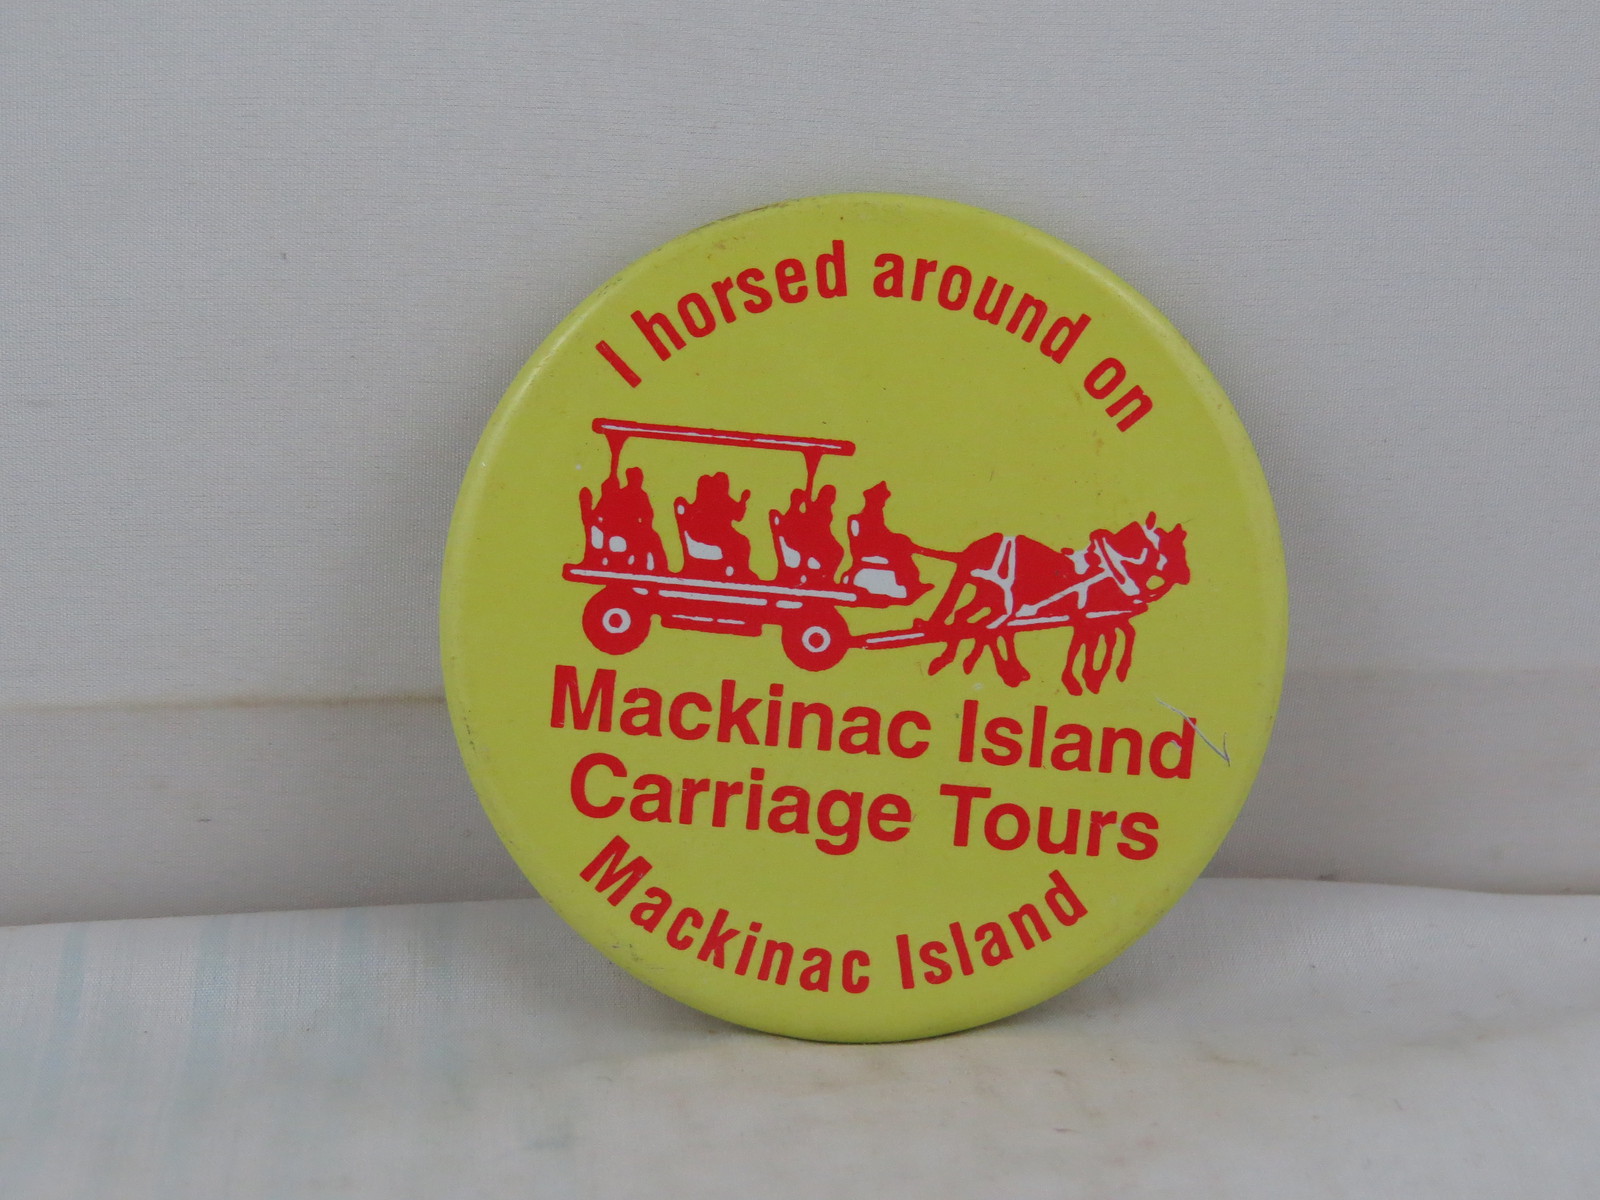 I horsed around on
Mackinac Island
Carriage Tours
Mackinac Island